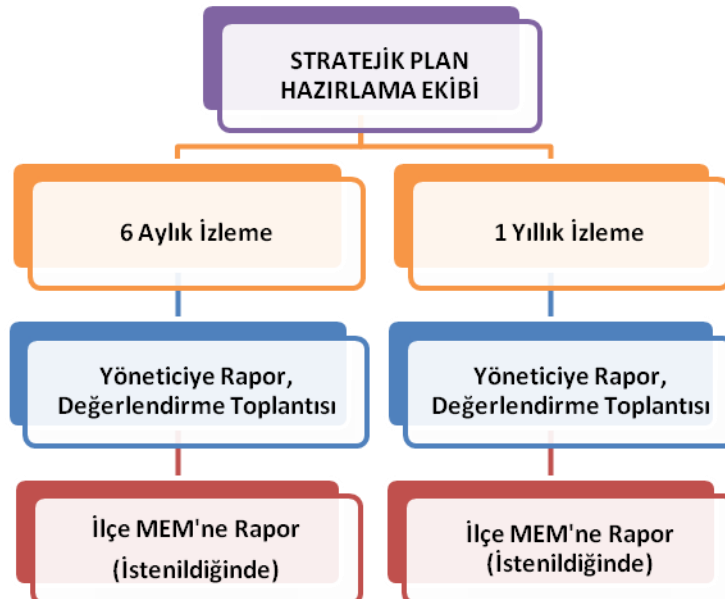 STRATEJİK PLAN
HAZIRLAMA EKİBİ
6 Aylık İzleme
1 Yıllık İzleme
Yöneticiye Rapor,
Değerlendirme Toplantısı
Yöneticiye Rapor,
Değerlendirme Toplantısı
İlçe MEM'ne Rapor
(İstenildiğinde)
İlçe MEM'ne Rapor
(İstenildiğinde)